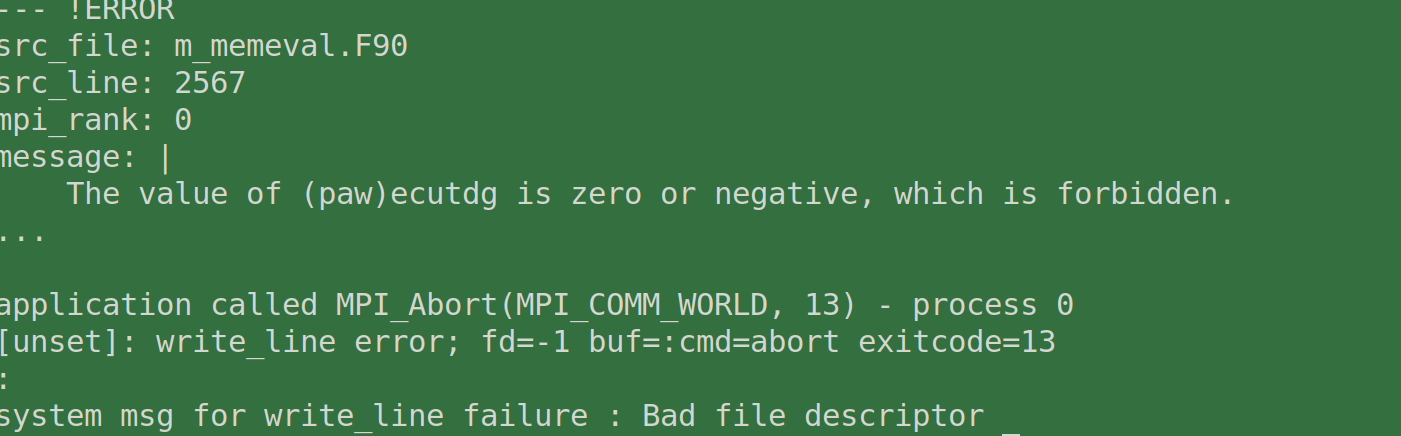 --- !ERROR
src_file: m_memeval.F90
src_line: 2567
mpi_rank: 0
message: |
    The value of (paw)ecutdg is zero or negative, which is forbidden.
...
application called MPI_Abort(MPI_COMM_WORLD, 13) - process 0
[unset]: write_line error; fd=-1 buf=:cmd=abort exitcode=13
:
system msg for write_line failure : Bad file descriptor